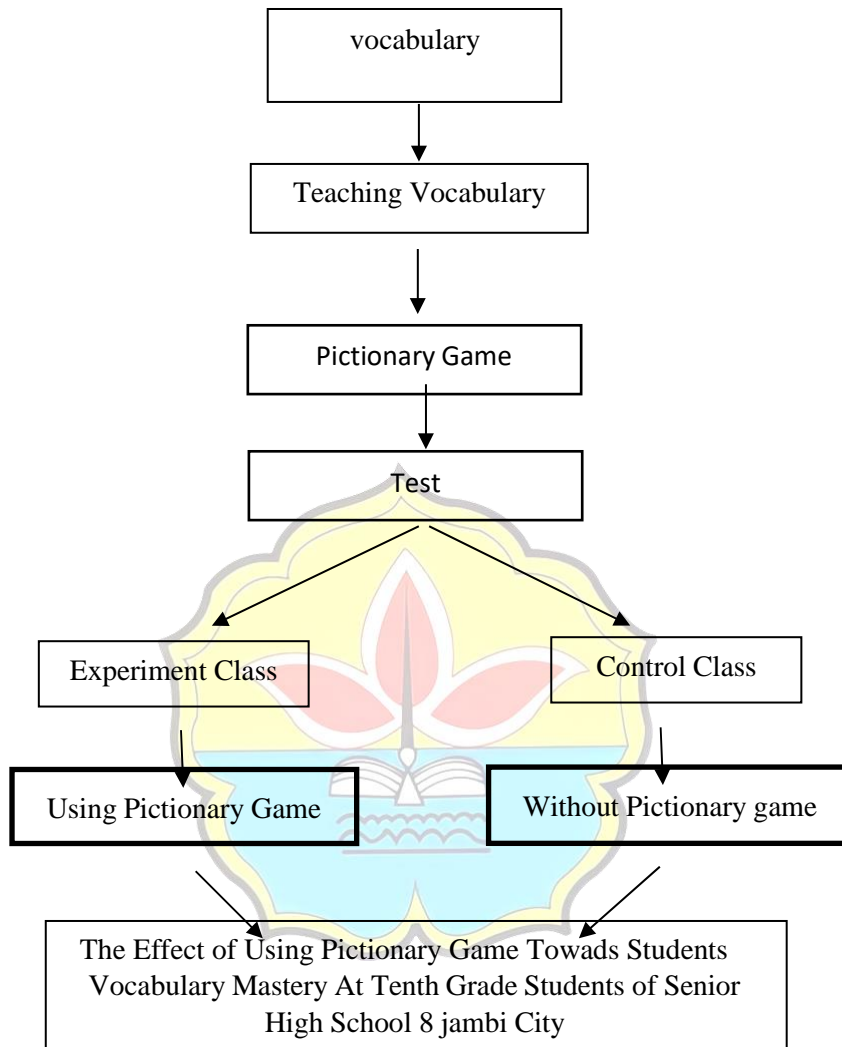 vocabulary
Teaching Vocabulary
Pictionary Game
Test
Experiment Class
Control Class
Using Pictionary Game
Without Pictionary game
The Effect of Using Pictionary Game Towads Students
Vocabulary Mastery At Tenth Grade Students of Senior
High School 8 jambi City